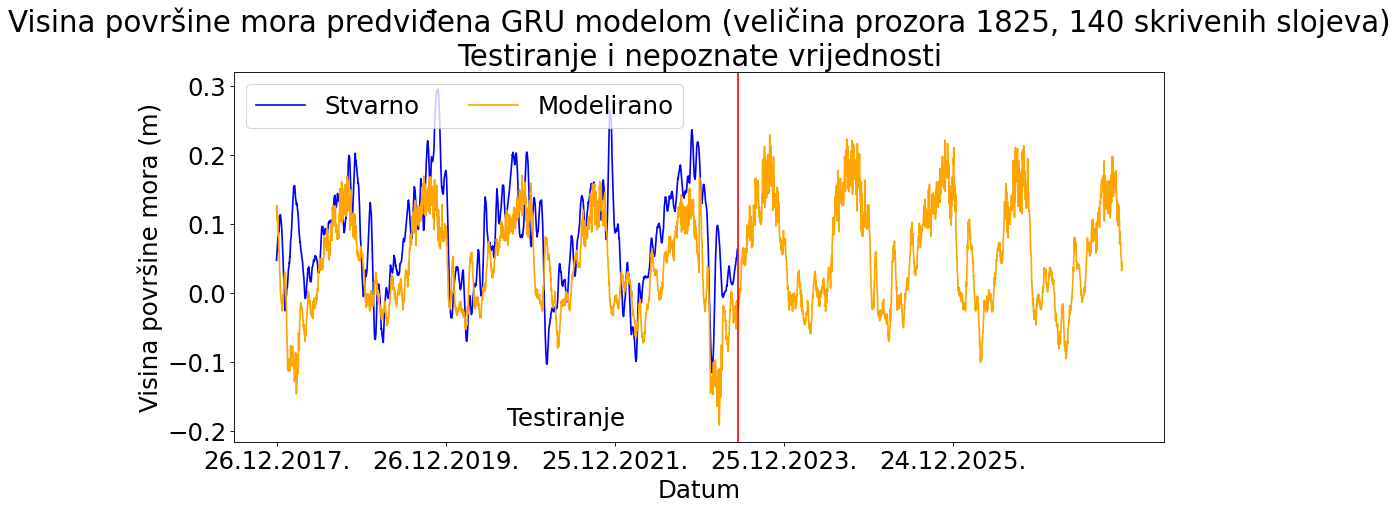 Visina površine mora predviđena GRU modelom (veličina prozora 1825, 140 skrivenih slojeva)
Testiranje i nepoznate vrijednosti
Stvarno Modelirano
Visina površine mora (m)
0.3
0.2
0.1
0.0
−0.1
−0.2
Testiranje
26.12.2017. 26.12.2019. 25.12.2021. 25.12.2023. 24.12.2025.
Datum